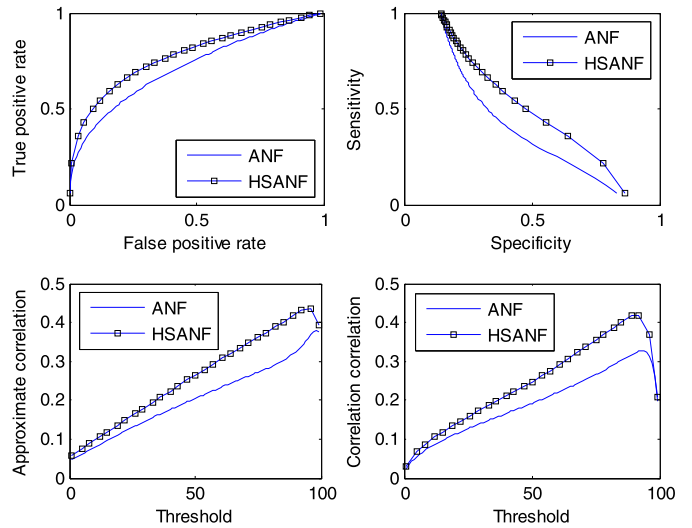 True positive rate
1
0.5
0
0
0.5
1
False positive rate
ANF
HSANF
Sensitivity
1
0.5
0
0
0.5
1
Specificity
ANF
HSANF
Approximate correlation
0.5
0.4
0.3
0.2
0.1
0
0
50
100
Threshold
ANF
HSANF
Correlation correlation
0.5
0.4
0.3
0.2
0.1
0
0
50
100
Threshold
ANF
HSANF